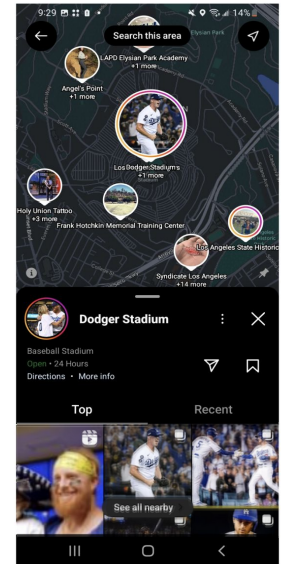 9:29
14%
Search this area
Elysian Park
LAPD Elysian Park Academy
+1 more
Angel's Point
+1 more
Los Dodger Stadiums
+1 more
Holy Union Tattoo
+3 more
Frank Hotchkin Memorial Training Center
Los Angeles State Historic
Syndicate Los Angeles
+14 more
Dodger Stadium
Baseball Stadium
Open • 24 Hours
Directions • More info
Top
Recent
See all nearby